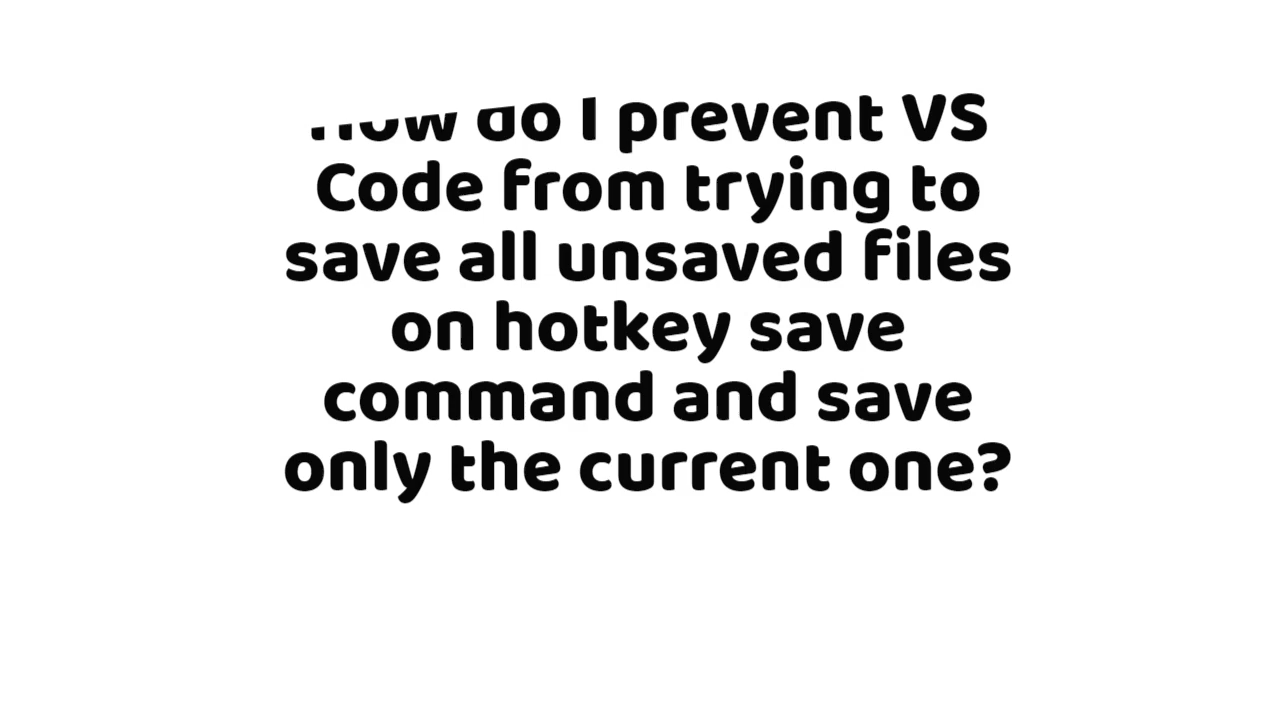 How do I prevent VS
Code from trying to
save all unsaved files
on hotkey save
command and save
only the current one?